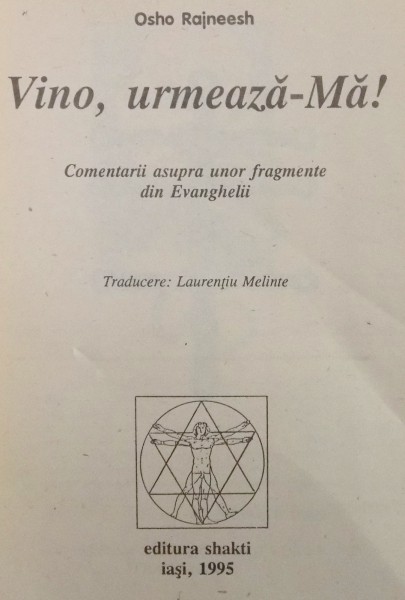 Osho Rajneesh
Vino, urmează-Mă!
Comentarii asupra unor fragmente
din Evanghelii
Traducere: Laurenţiu Melinte
editura shakti
iaşi, 1995